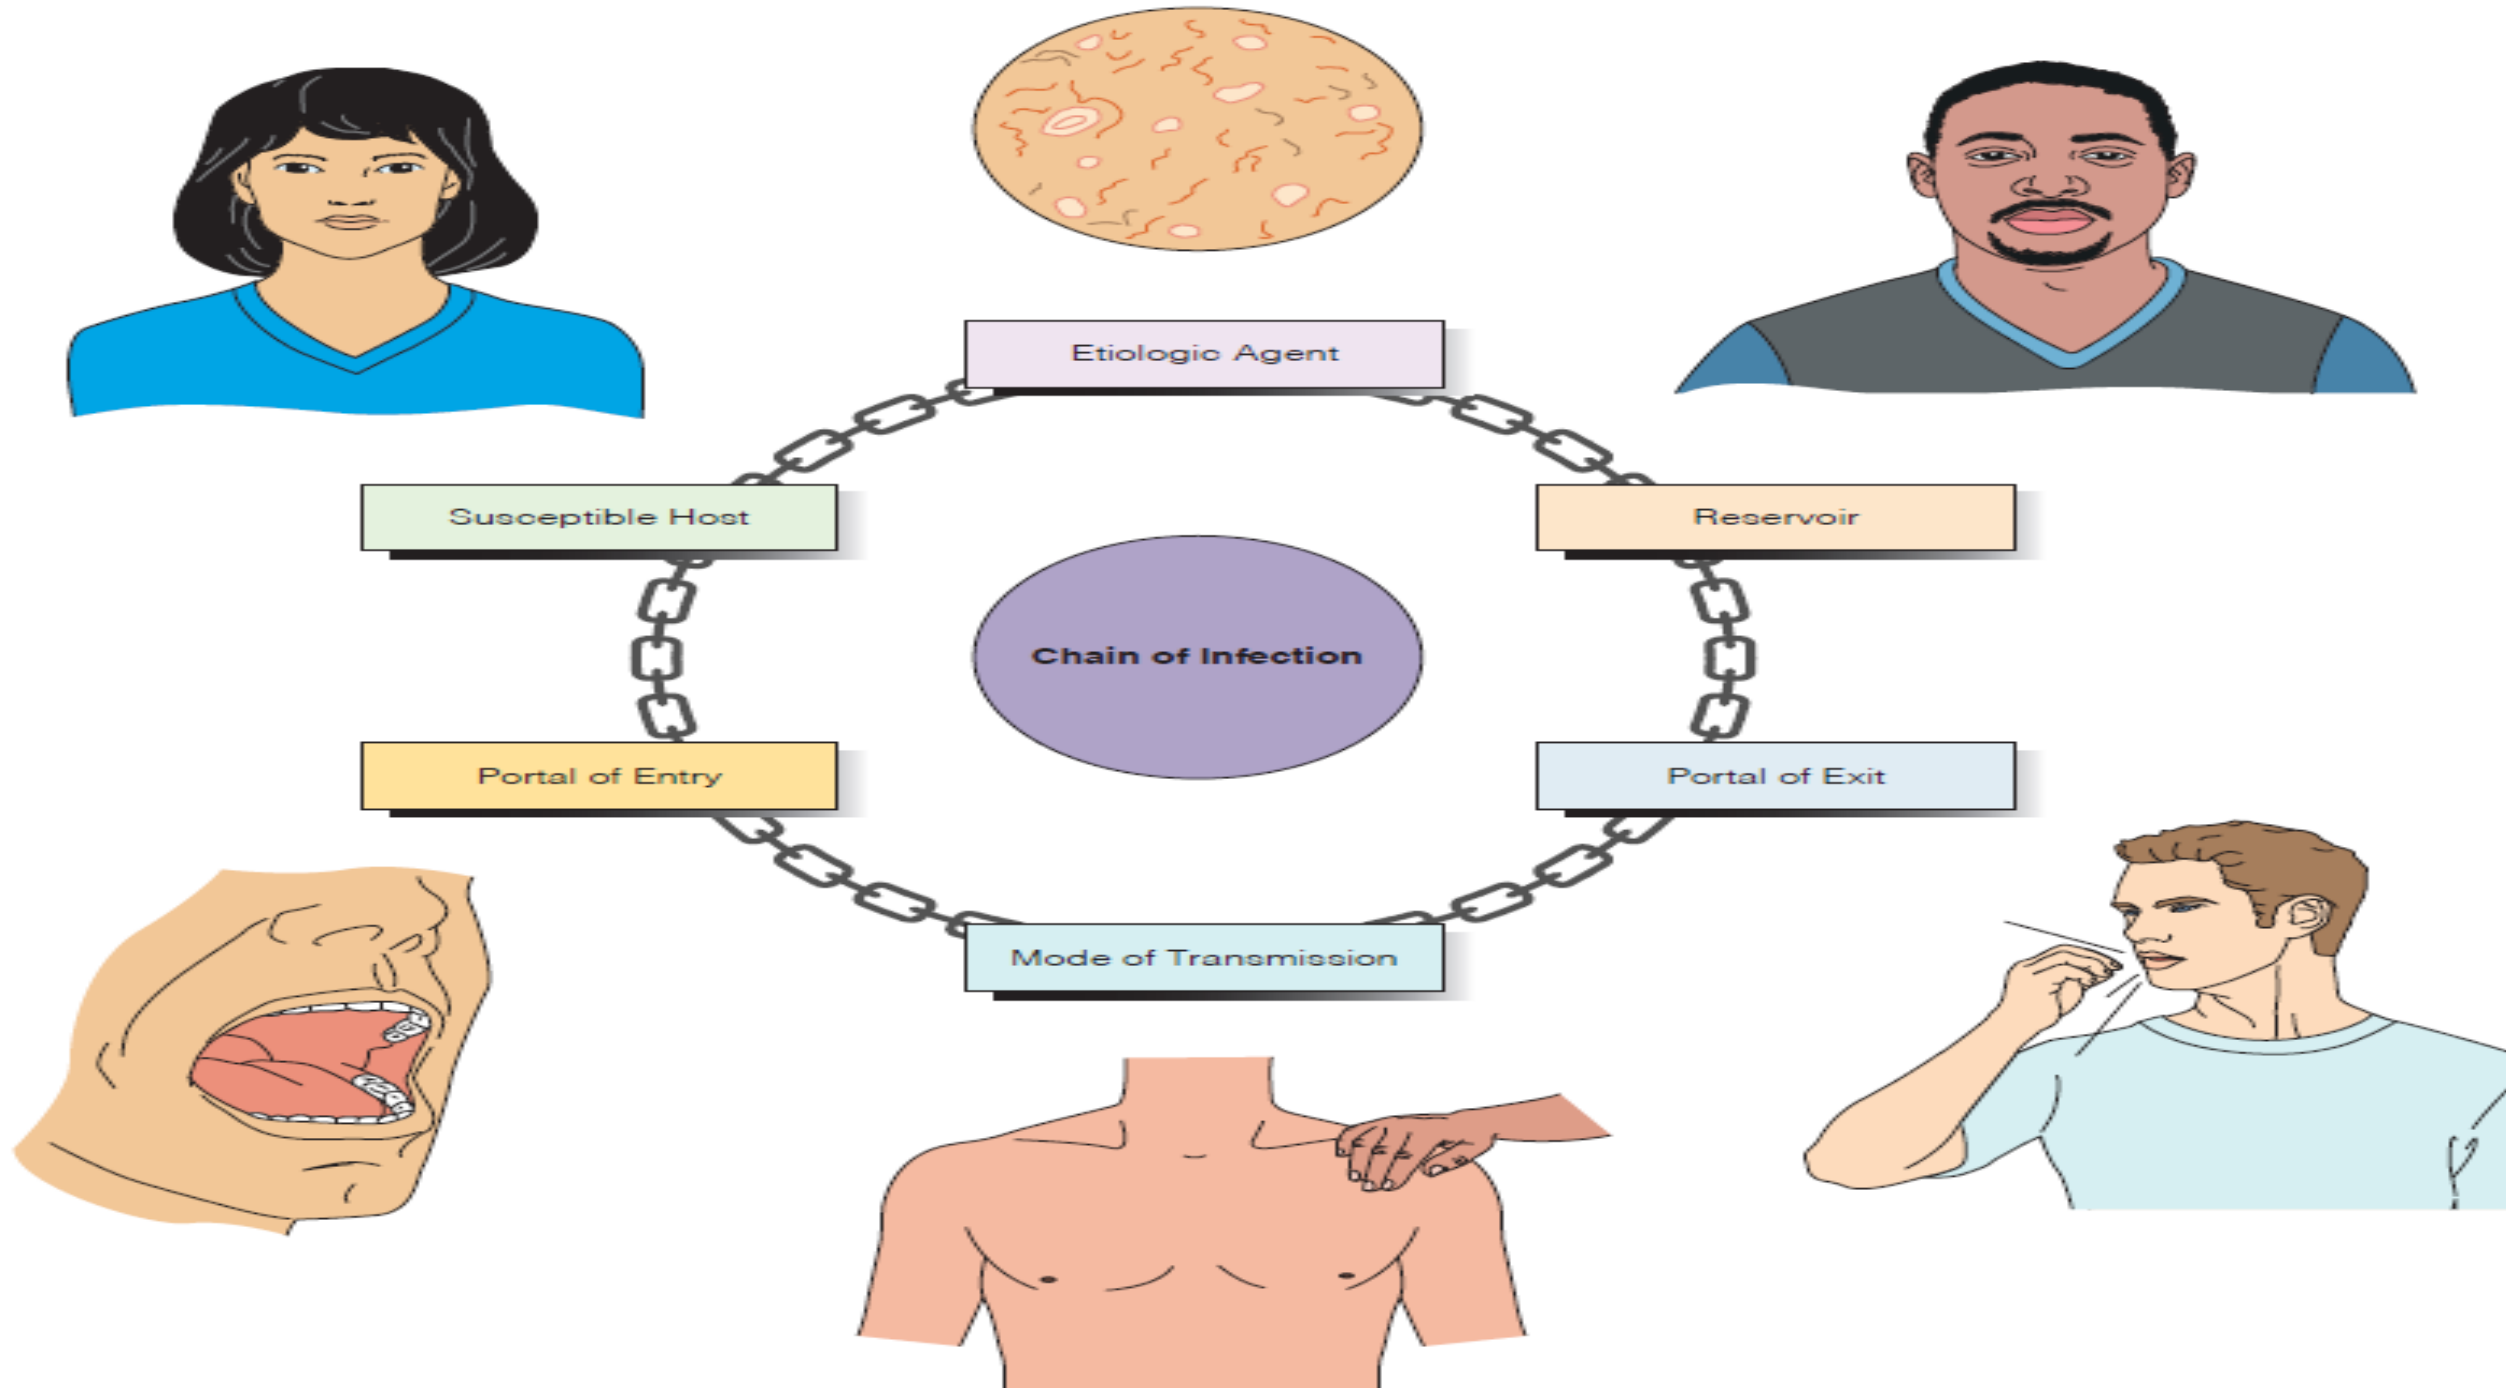 Etiologic Agent
Susceptible Host
Reservoir
Chain of Infection
Portal of Entry
Portal of Exit
Mode of Transmission